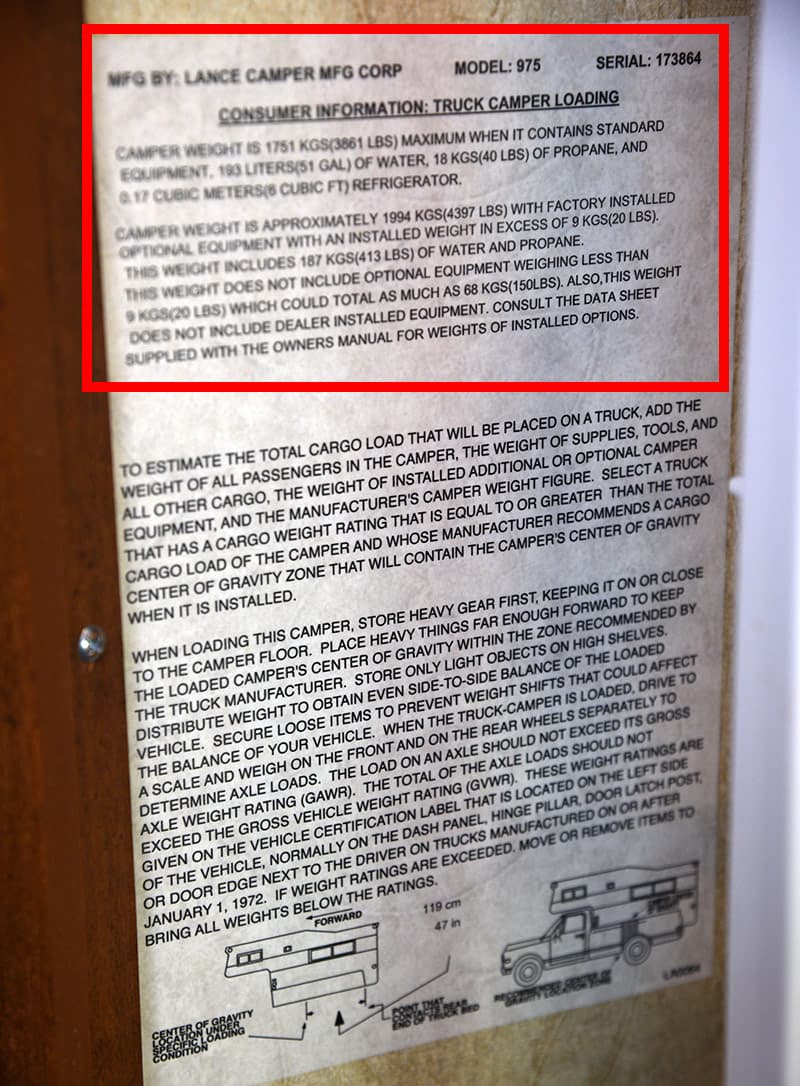 MFG BY: LANCE CAMPER MFG CORP MODEL: 975 SERIAL: 173864
CONSUMER INFORMATION: TRUCK CAMPER LOADING
CAMPER WEIGHT IS 1751 KGS(3861 LBS) MAXIMUM WHEN IT CONTAINS STANDARD
EQUIPMENT, 193 LITERS(51 GAL) OF WATER, 18 KGS(40 LBS) OF PROPANE, AND
0.17 CUBIC METERS(6 CUBIC FT) REFRIGERATOR.
CAMPER WEIGHT IS APPROXIMATELY 1994 KGS(4397 LBS) WITH FACTORY INSTALLED
OPTIONAL EQUIPMENT WITH AN INSTALLED WEIGHT IN EXCESS OF 9 KGS(20 LBS).
THIS WEIGHT INCLUDES 187 KGS(413 LBS) OF WATER AND PROPANE.
THIS WEIGHT DOES NOT INCLUDE OPTIONAL EQUIPMENT WEIGHING LESS THAN
9 KGS(20 LBS) WHICH COULD TOTAL AS MUCH AS 68 KGS(150LBS). ALSO,THIS WEIGHT
DOES NOT INCLUDE DEALER INSTALLED EQUIPMENT. CONSULT THE DATA SHEET
SUPPLIED WITH THE OWNERS MANUAL FOR WEIGHTS OF INSTALLED OPTIONS.
TO ESTIMATE THE TOTAL CARGO LOAD THAT WILL BE PLACED ON A TRUCK, ADD THE
WEIGHT OF ALL PASSENGERS IN THE CAMPER, THE WEIGHT OF SUPPLIES, TOOLS, AND
ALL OTHER CARGO, THE WEIGHT OF INSTALLED ADDITIONAL OR OPTIONAL CAMPER
EQUIPMENT, AND THE MANUFACTURER'S CAMPER WEIGHT FIGURE. SELECT A TRUCK
THAT HAS A CARGO WEIGHT RATING THAT IS EQUAL TO OR GREATER THAN THE TOTAL
CARGO LOAD OF THE CAMPER AND WHOSE MANUFACTURER RECOMMENDS A CARGO
CENTER OF GRAVITY ZONE THAT WILL CONTAIN THE CAMPER'S CENTER OF GRAVITY
WHEN IT IS INSTALLED.
WHEN LOADING THIS CAMPER, STORE HEAVY GEAR FIRST, KEEPING IT ON OR CLOSE
TO THE CAMPER FLOOR. PLACE HEAVY THINGS FAR ENOUGH FORWARD TO KEEP
THE LOADED CAMPER'S CENTER OF GRAVITY WITHIN THE ZONE RECOMMENDED BY
THE TRUCK MANUFACTURER. STORE ONLY LIGHT OBJECTS ON HIGH SHELVES.
DISTRIBUTE WEIGHT TO OBTAIN EVEN SIDE-TO-SIDE BALANCE OF THE LOADED
VEHICLE. SECURE LOOSE ITEMS TO PREVENT WEIGHT SHIFTS THAT COULD AFFECT
THE BALANCE OF YOUR VEHICLE. WHEN THE TRUCK-CAMPER IS LOADED, DRIVE TO
A SCALE AND WEIGH ON THE FRONT AND ON THE REAR WHEELS SEPARATELY TO
DETERMINE AXLE LOADS. THE LOAD ON AN AXLE SHOULD NOT EXCEED ITS GROSS
AXLE WEIGHT RATING (GAWR). THE TOTAL OF THE AXLE LOADS SHOULD NOT
EXCEED THE GROSS VEHICLE WEIGHT RATING (GVWR). THESE WEIGHT RATINGS ARE
GIVEN ON THE VEHICLE CERTIFICATION LABEL THAT IS LOCATED ON THE LEFT SIDE
OF THE VEHICLE, NORMALLY ON THE DASH PANEL, HINGE PILLAR, DOOR LATCH POST,
OR DOOR EDGE NEXT TO THE DRIVER ON TRUCKS MANUFACTURED ON OR AFTER
JANUARY 1, 1972. IF WEIGHT RATINGS ARE EXCEEDED. MOVE OR REMOVE ITEMS TO
BRING ALL WEIGHTS BELOW THE RATINGS.
FORWARD
119 cm
47 in
CENTER OF GRAVITY
LOCATION UNDER
SPECIFIC LOADING
CONDITION
POINT THAT
CONTACTS REAR
END OF TRUCK BED
RECOMMENDED CENTER OF
GRAVITY LOCATION ZONE